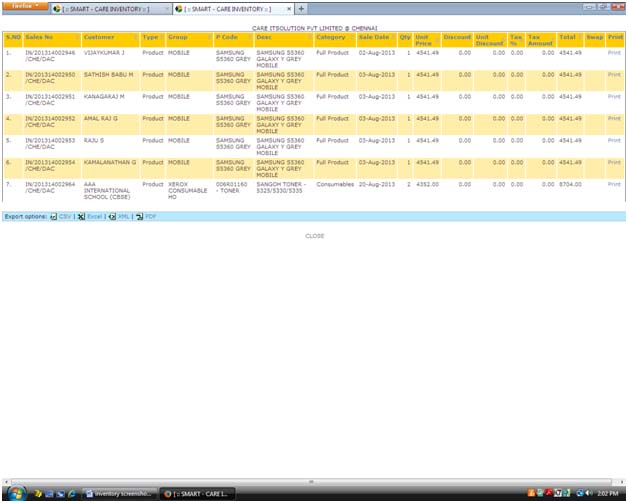 Firefox
[ :: SMART - CARE INVENTORY :: ] × [ :: SMART - CARE INVENTORY :: ] × +
CARE ITSOLUTION PVT LIMITED @ CHENNAI
S.NO Sales No Customer Type Group P Code Desc Category Sale Date Qty Unit Price Discount Unit Discount Tax % Tax Amount Total Swap Print
1. IN/201314002946 /CHE/DAC VIJAYKUMAR J Product MOBILE SAMSUNG S5360 GREY SAMSUNG S5360 GALAXY Y GREY MOBILE Full Product 02-Aug-2013 1 4541.49 0.00 0.00 0.00 0.00 4541.49 Print
2. IN/201314002950 /CHE/DAC SATHISH BABU M Product MOBILE SAMSUNG S5360 GREY SAMSUNG S5360 GALAXY Y GREY MOBILE Full Product 03-Aug-2013 1 4541.49 0.00 0.00 0.00 0.00 4541.49 Print
3. IN/201314002951 /CHE/DAC KANAGARAJ M Product MOBILE SAMSUNG S5360 GREY SAMSUNG S5360 GALAXY Y GREY MOBILE Full Product 03-Aug-2013 1 4541.49 0.00 0.00 0.00 0.00 4541.49 Print
4. IN/201314002952 /CHE/DAC AMAL RAJ G Product MOBILE SAMSUNG S5360 GREY SAMSUNG S5360 GALAXY Y GREY MOBILE Full Product 03-Aug-2013 1 4541.49 0.00 0.00 0.00 0.00 4541.49 Print
5. IN/201314002953 /CHE/DAC RAJU S Product MOBILE SAMSUNG S5360 GREY SAMSUNG S5360 GALAXY Y GREY MOBILE Full Product 03-Aug-2013 1 4541.49 0.00 0.00 0.00 0.00 4541.49 Print
6. IN/201314002954 /CHE/DAC KAMALANATHAN G Product MOBILE SAMSUNG S5360 GREY SAMSUNG S5360 GALAXY Y GREY MOBILE Full Product 03-Aug-2013 1 4541.49 0.00 0.00 0.00 0.00 4541.49 Print
7. IN/201314002964 /CHE/DAC AAA INTERNATIONAL SCHOOL (CBSE) Product XEROX CONSUMABLE HO 006R01160 - TONER SANGOH TONER - 5325/5330/5335 Consumables 20-Aug-2013 2 4352.00 0.00 0.00 0.00 0.00 8704.00 Print
Export options: CSV | Excel | XML | PDF
CLOSE
inventory screensho... [ :: SMART - CARE I... 2:02 PM